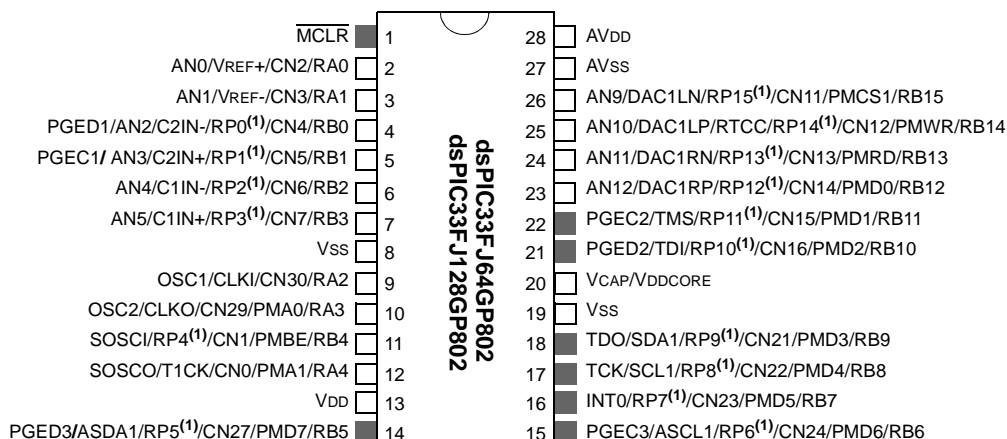 MCLR 1 28 AVDD
AN0/VREF+/CN2/RA0 2 27 AVSS
AN1/VREF-/CN3/RA1 3 26 AN9/DAC1LN/RP15(1)/CN11/PMCS1/RB15
PGED1/AN2/C2IN-/RP0(1)/CN4/RB0 4 25 AN10/DAC1LP/RTCC/RP14(1)/CN12/PMWR/RB14
PGEC1/ AN3/C2IN+/RP1(1)/CN5/RB1 5 24 AN11/DAC1RN/RP13(1)/CN13/PMRD/RB13
AN4/C1IN-/RP2(1)/CN6/RB2 6 23 AN12/DAC1RP/RP12(1)/CN14/PMD0/RB12
AN5/C1IN+/RP3(1)/CN7/RB3 7 22 PGEC2/TMS/RP11(1)/CN15/PMD1/RB11
VSS 8 21 PGED2/TDI/RP10(1)/CN16/PMD2/RB10
OSC1/CLKI/CN30/RA2 9 20 VCAP/VDDCORE
OSC2/CLKO/CN29/PMA0/RA3 10 19 VSS
SOSCI/RP4(1)/CN1/PMBE/RB4 11 18 TDO/SDA1/RP9(1)/CN21/PMD3/RB9
SOSCO/T1CK/CN0/PMA1/RA4 12 17 TCK/SCL1/RP8(1)/CN22/PMD4/RB8
VDD 13 16 INT0/RP7(1)/CN23/PMD5/RB7
PGED3/ASDA1/RP5(1)/CN27/PMD7/RB5 14 15 PGEC3/ASCL1/RP6(1)/CN24/PMD6/RB6
dsPIC33FJ64GP802
dsPIC33FJ128GP802